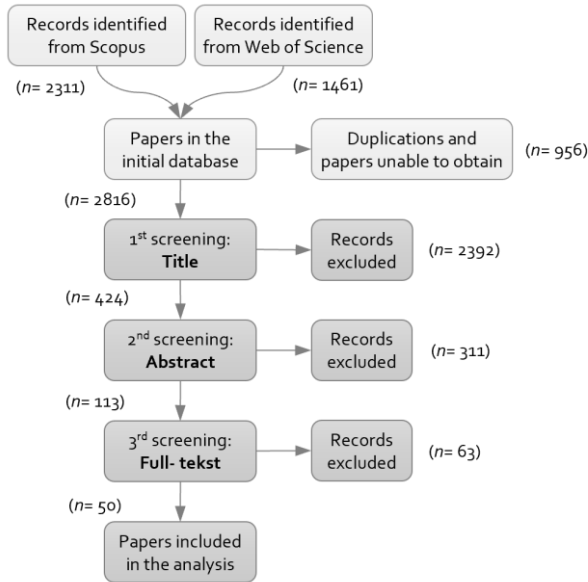 Records identified
from Scopus
Records identified
from Web of Science
(n= 2311)
(n= 1461)
Papers in the
initial database
Duplications and
papers unable to obtain
(n= 956)
(n= 2816)
1st screening:
Title
Records
excluded
(n= 2392)
(n= 424)
2nd screening:
Abstract
Records
excluded
(n= 311)
(n= 113)
3rd screening:
Full- tekst
Records
excluded
(n= 63)
(n= 50)
Papers included
in the analysis